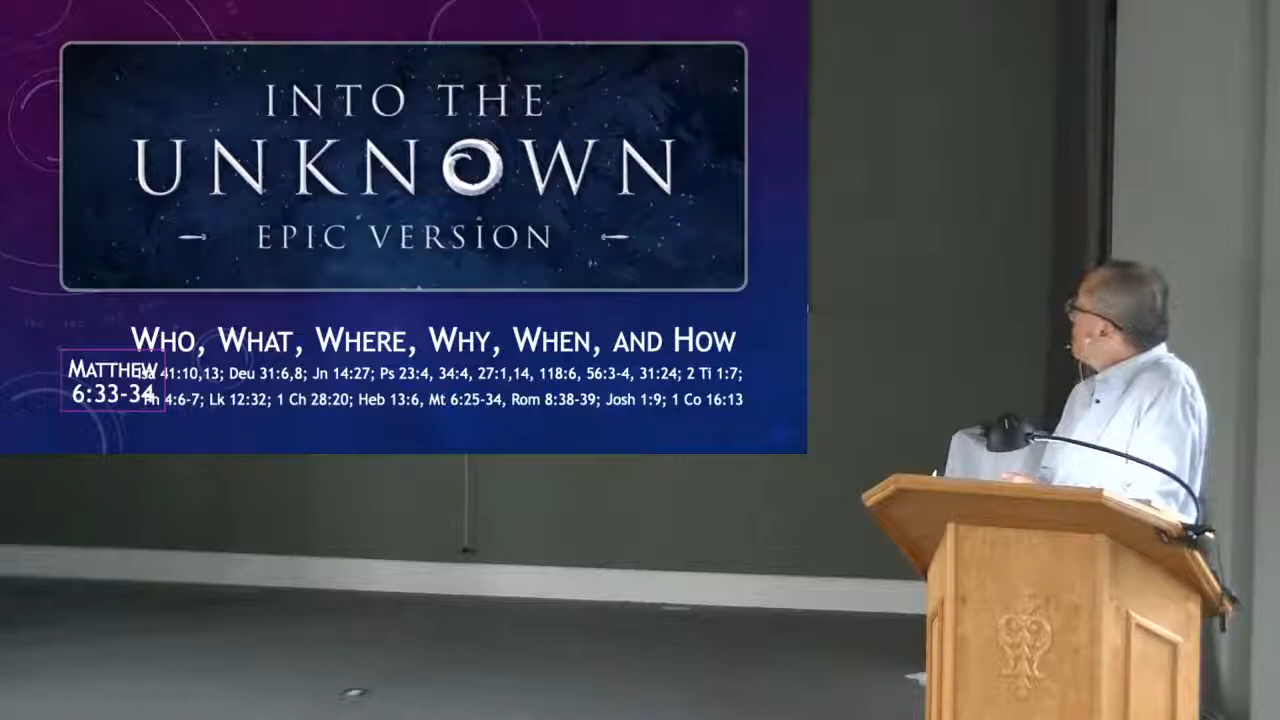 INTO THE
UNKNOWN
EPIC VERSION
WHO, WHAT, WHERE, WHY, WHEN, AND HOW
MATTHEW
6:33-34
41:10,13; Deu 31:6,8; Jn 14:27; Ps 23:4, 34:4, 27:1,14, 118:6, 56:3-4, 31:24; 2 Ti 1:7;
4:6-7; Lk 12:32; 1 Ch 28:20; Heb 13:6, Mt 6:25-34, Rom 8:38-39; Josh 1:9; 1 Co 16:13